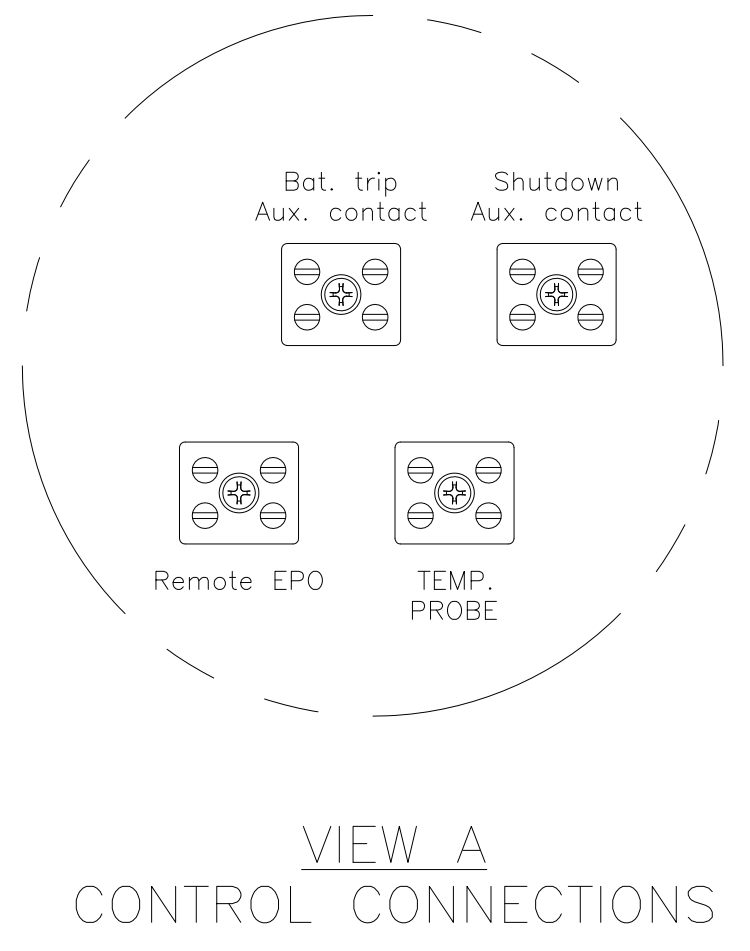 Bat. trip
Aux. contact
Shutdown
Aux. contact
Remote EPO
TEMP.
PROBE
VIEW A
CONTROL CONNECTIONS